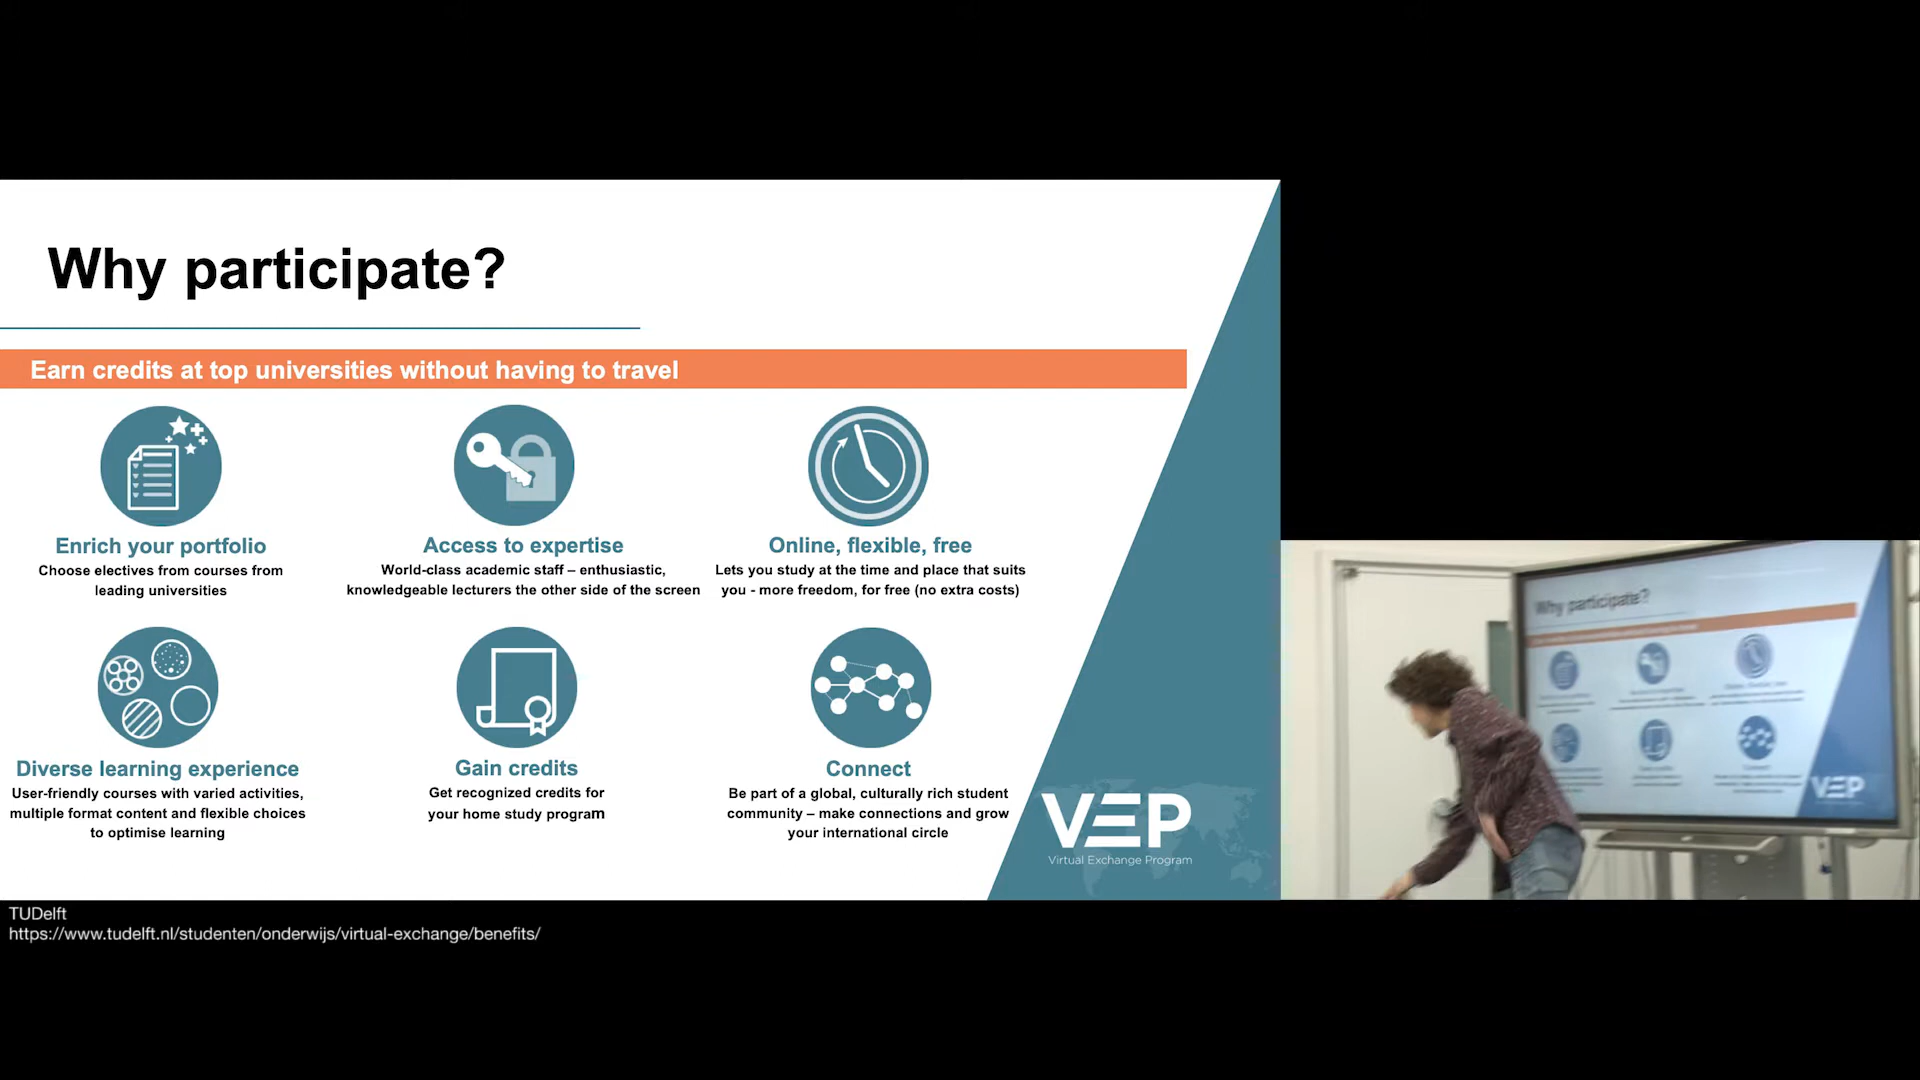 Why participate?
Earn credits at top universities without having to travel
Enrich your portfolio
Choose electives from courses from
leading universities
Access to expertise
World-class academic staff – enthusiastic,
knowledgeable lecturers the other side of the screen
Online, flexible, free
Lets you study at the time and place that suits
you - more freedom, for free (no extra costs)
Diverse learning experience
User-friendly courses with varied activities,
multiple format content and flexible choices
to optimise learning
Gain credits
Get recognized credits for
your home study program
Connect
Be part of a global, culturally rich student
community – make connections and grow
your international circle
VEP
Virtual Exchange Program
TUDelft
https://www.tudelft.nl/studenten/onderwijs/virtual-exchange/benefits/
Why participate?
VEP